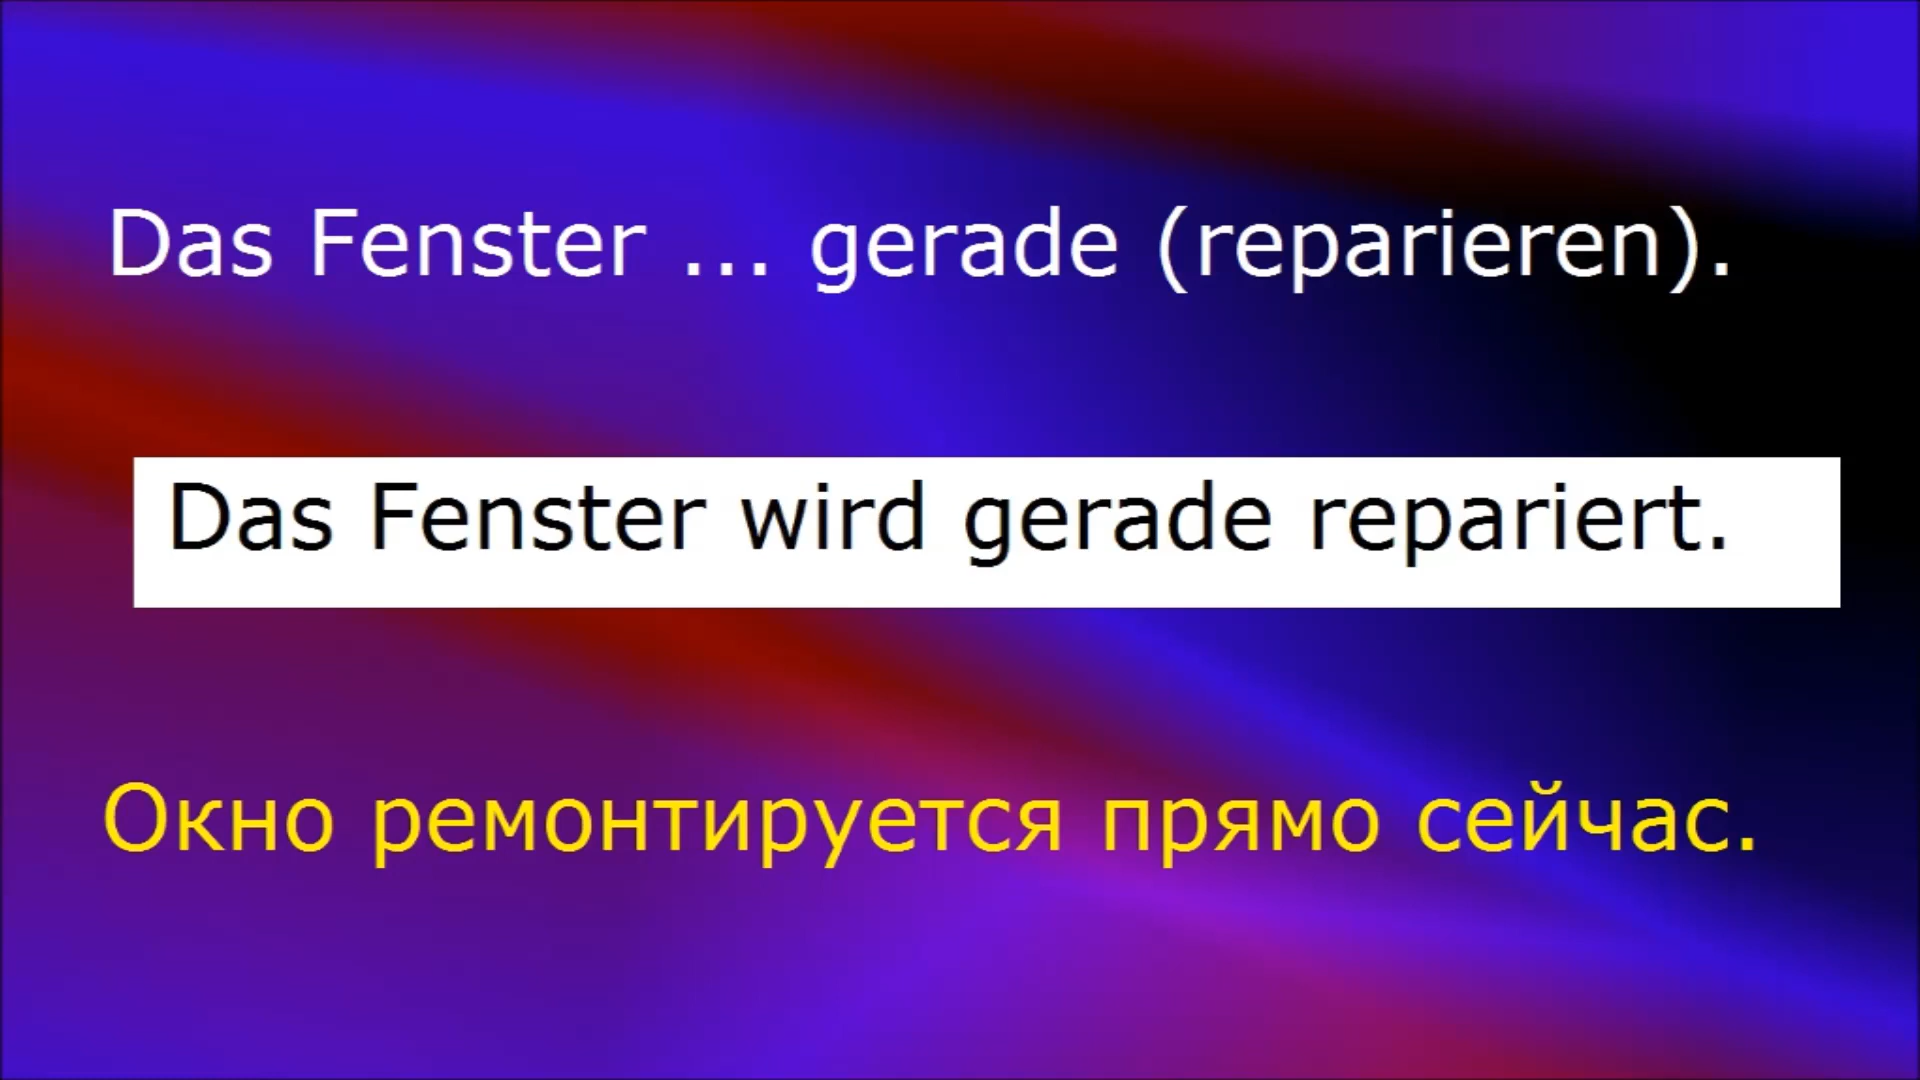 Das Fenster ... gerade (reparieren).
Das Fenster wird gerade repariert.
Окно ремонтируется прямо сейчас.